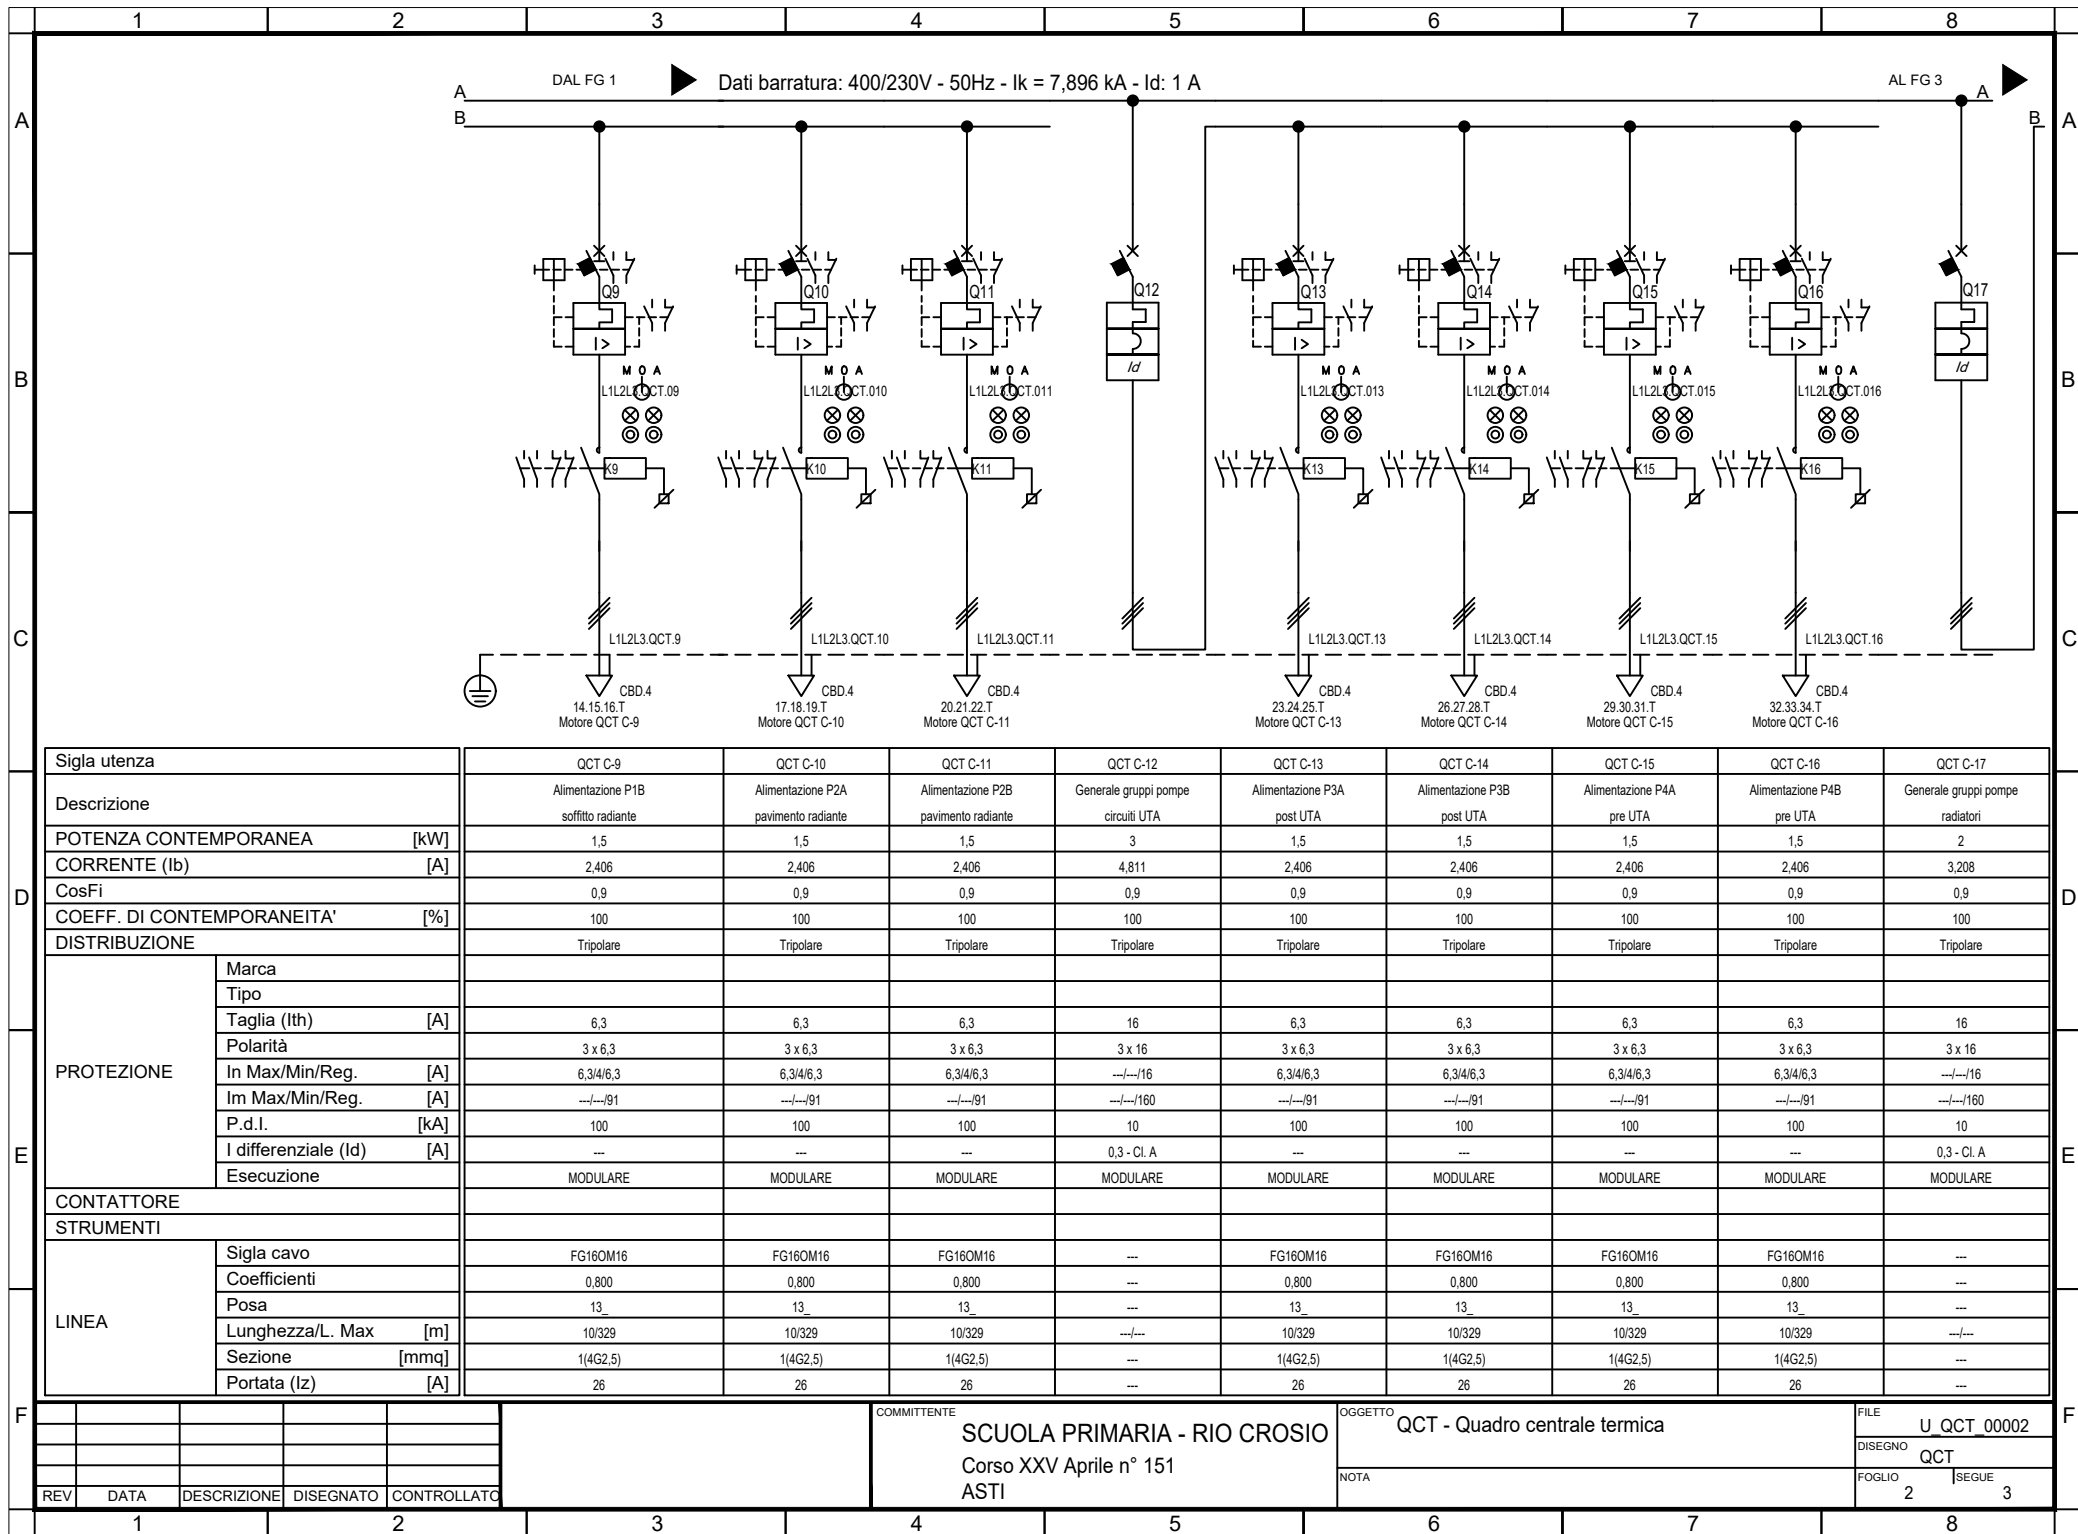 1 2 3 4 5 6 7 8
DAL FG 1 Dati barratura: 400/230V - 50Hz - Ik = 7,896 kA - Id: 1 A AL FG 3
A A
B B
A A
Q9 Q10 Q11 Q12 Q13 Q14 Q15 Q16 Q17
I > I > I > I > I > I > I >
Id Id
M O A M O A M O A M O A M O A M O A M O A
B B
L1L2L3.QCT.09 L1L2L3.QCT.010 L1L2L3.QCT.011 L1L2L3.QCT.013 L1L2L3.QCT.014 L1L2L3.QCT.015 L1L2L3.QCT.016
K9 K10 K11 K13 K14 K15 K16
C C
L1L2L3.QCT.9 L1L2L3.QCT.10 L1L2L3.QCT.11 L1L2L3.QCT.13 L1L2L3.QCT.14 L1L2L3.QCT.15 L1L2L3.QCT.16
CBD.4 CBD.4 CBD.4 CBD.4 CBD.4 CBD.4 CBD.4
14.15.16.T 17.18.19.T 20.21.22.T 23.24.25.T 26.27.28.T 29.30.31.T 32.33.34.T
Motore QCT C-9 Motore QCT C-10 Motore QCT C-11 Motore QCT C-13 Motore QCT C-14 Motore QCT C-15 Motore QCT C-16
Sigla utenza QCT C-9 QCT C-10 QCT C-11 QCT C-12 QCT C-13 QCT C-14 QCT C-15 QCT C-16 QCT C-17
Descrizione
Alimentazione P1B Alimentazione P2A Alimentazione P2B Generale gruppi pompe Alimentazione P3A Alimentazione P3B Alimentazione P4A Alimentazione P4B Generale gruppi pompe
soffitto radiante pavimento radiante pavimento radiante circuiti UTA post UTA post UTA pre UTA pre UTA radiatori
POTENZA CONTEMPORANEA [kW] 1,5 1,5 1,5 3 1,5 1,5 1,5 1,5 2
CORRENTE (Ib) [A] 2,406 2,406 2,406 4,811 2,406 2,406 2,406 2,406 3,208
D D
CosFi 0,9 0,9 0,9 0,9 0,9 0,9 0,9 0,9 0,9
COEFF. DI CONTEMPORANEITA' [%] 100 100 100 100 100 100 100 100 100
DISTRIBUZIONE Tripolare Tripolare Tripolare Tripolare Tripolare Tripolare Tripolare Tripolare Tripolare
PROTEZIONE
Marca
Tipo
Taglia (Ith) [A] 6,3 6,3 6,3 16 6,3 6,3 6,3 6,3 16
Polarità 3 x 6,3 3 x 6,3 3 x 6,3 3 x 16 3 x 6,3 3 x 6,3 3 x 6,3 3 x 6,3 3 x 16
In Max/Min/Reg. [A] 6,3/4/6,3 6,3/4/6,3 6,3/4/6,3 ---/---/16 6,3/4/6,3 6,3/4/6,3 6,3/4/6,3 6,3/4/6,3 ---/---/16
Im Max/Min/Reg. [A] ---/---/91 ---/---/91 ---/---/91 ---/---/160 ---/---/91 ---/---/91 ---/---/91 ---/---/91 ---/---/160
P.d.I. [kA] 100 100 100 10 100 100 100 100 10
E E
I differenziale (Id) [A] --- --- --- 0,3 - Cl. A --- --- --- --- 0,3 - Cl. A
Esecuzione MODULARE MODULARE MODULARE MODULARE MODULARE MODULARE MODULARE MODULARE MODULARE
CONTATTORE
STRUMENTI
LINEA
Sigla cavo FG16OM16 FG16OM16 FG16OM16 --- FG16OM16 FG16OM16 FG16OM16 FG16OM16 ---
Coefficienti 0,800 0,800 0,800 --- 0,800 0,800 0,800 0,800 ---
Posa 13_ 13_ 13_ --- 13_ 13_ 13_ 13_ ---
Lunghezza/L. Max [m] 10/329 10/329 10/329 ---/--- 10/329 10/329 10/329 10/329 ---/---
Sezione [mmq] 1(4G2,5) 1(4G2,5) 1(4G2,5) --- 1(4G2,5) 1(4G2,5) 1(4G2,5) 1(4G2,5) ---
Portata (Iz) [A] 26 26 26 --- 26 26 26 26 ---
F F
COMMITTENTE
SCUOLA PRIMARIA - RIO CROSIO
Corso XXV Aprile n° 151
ASTI
OGGETTO QCT - Quadro centrale termica
NOTA
FILE U_QCT_00002
DISEGNO QCT
FOGLIO 2 SEGUE 3
REV DATA DESCRIZIONE DISEGNATO CONTROLLATO
1 2 3 4 5 6 7 8